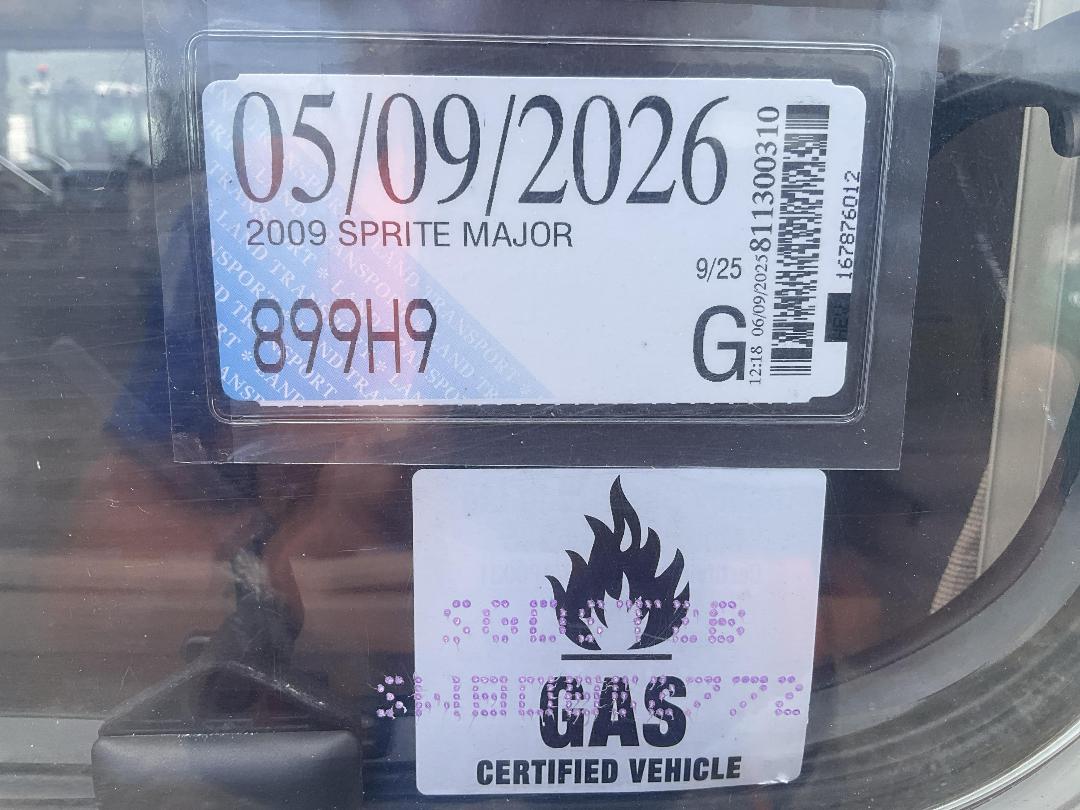 05/09/2026
2009 SPRITE MAJOR
9/25
899H9
G
12:18 06/09/2025 811300310
167876012
GAS
CERTIFIED VEHICLE